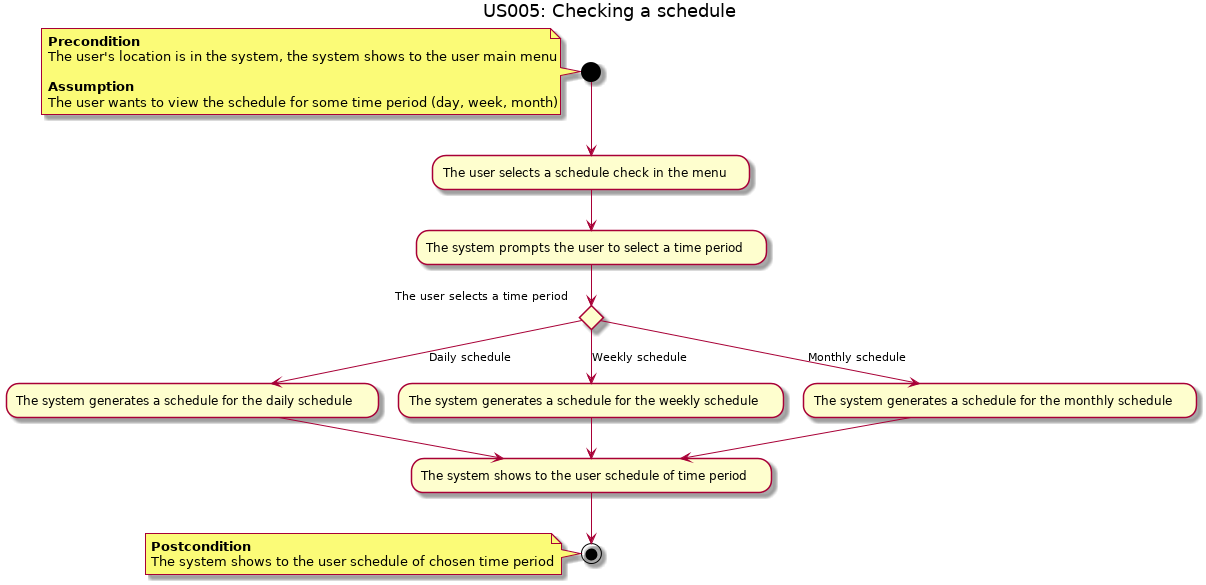 US005: Checking a schedule
Precondition
The user's location is in the system, the system shows to the user main menu
Assumption
The user wants to view the schedule for some time period (day, week, month)
The user selects a schedule check in the menu
The system prompts the user to select a time period
The user selects a time period
Daily schedule
Weekly schedule
Monthly schedule
The system generates a schedule for the daily schedule
The system generates a schedule for the weekly schedule
The system generates a schedule for the monthly schedule
The system shows to the user schedule of time period
Postcondition
The system shows to the user schedule of chosen time period